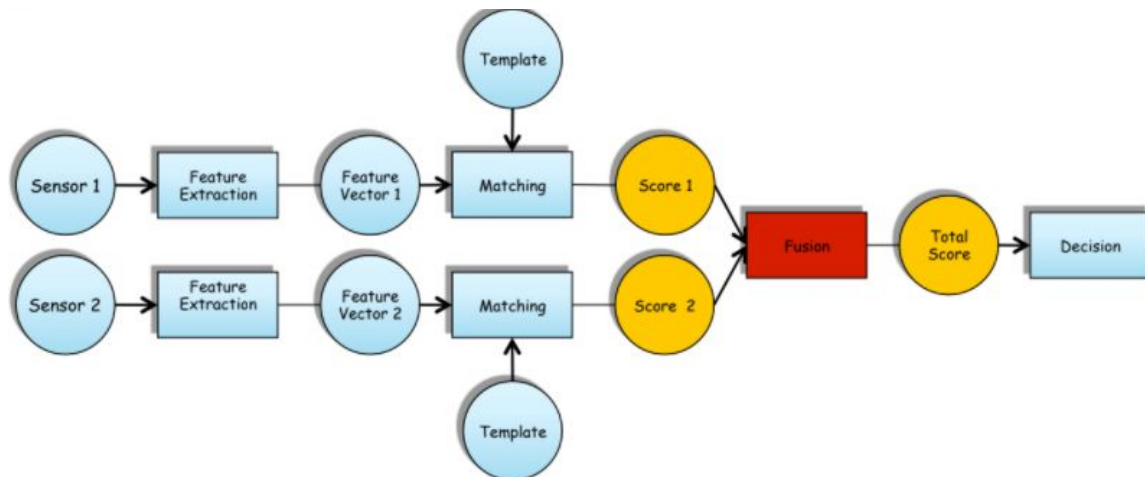 Template
Sensor 1
Feature
Extraction
Feature
Vector 1
Matching
Score 1
Fusion
Total
Score
Decision
Sensor 2
Feature
Extraction
Feature
Vector 2
Matching
Score 2
Template